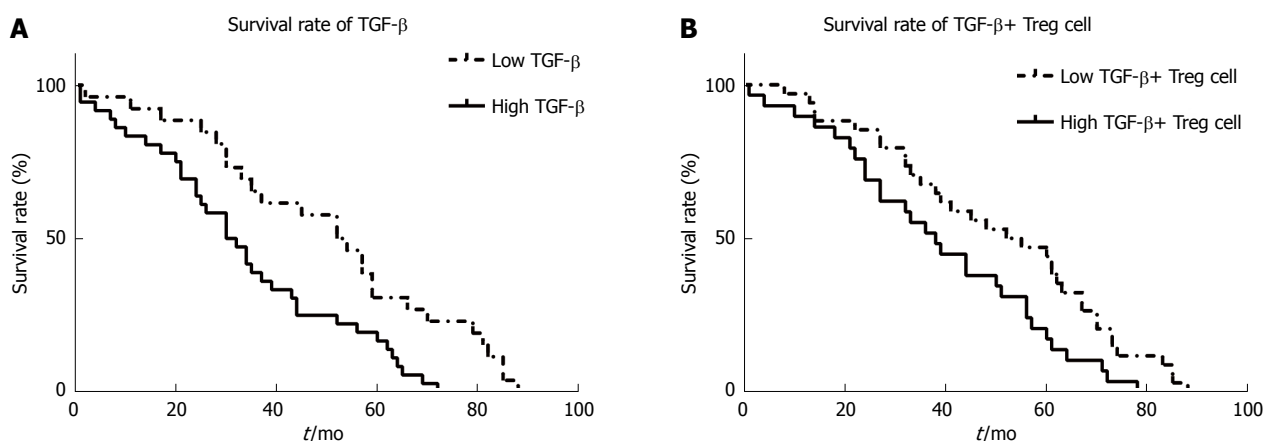 A
Survival rate of TGF-β
Low TGF-β
High TGF-β
Survival rate (%)
100
50
0
0 20 40 60 80 100
t/mo
B
Survival rate of TGF-β+ Treg cell
Low TGF-β+ Treg cell
High TGF-β+ Treg cell
Survival rate (%)
100
50
0
0 20 40 60 80 100
t/mo